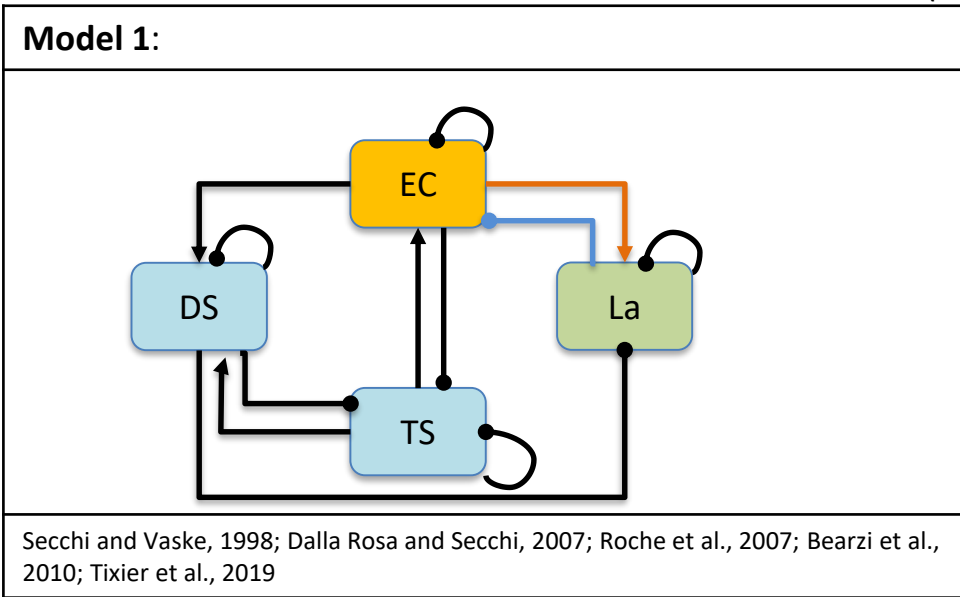 Model 1:
EC
DS
La
TS
Secchi and Vaske, 1998; Dalla Rosa and Secchi, 2007; Roche et al., 2007; Bearzi et al.,
2010; Tixier et al., 2019